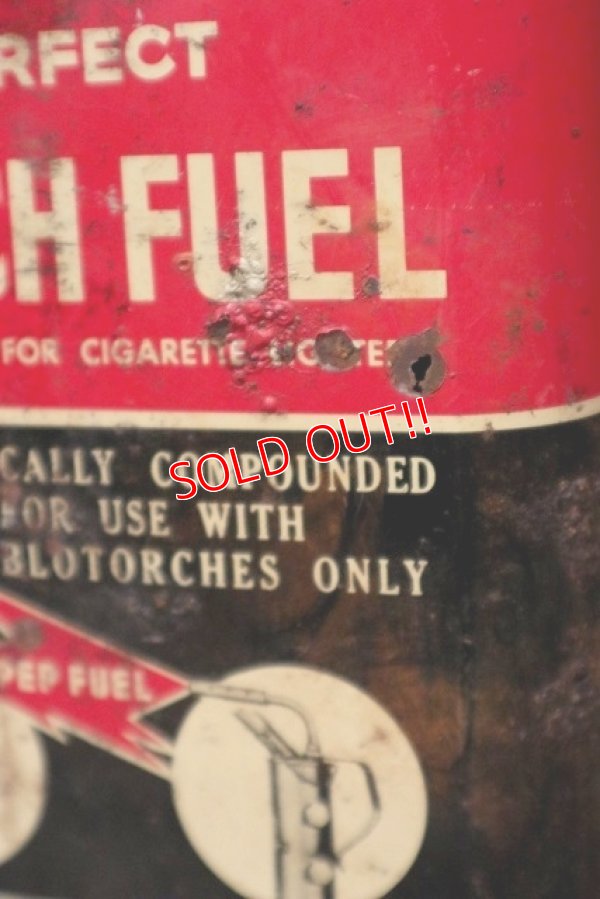 RFECT
CH FUEL
FOR CIGARETTE
CALLY COMPOUNDED
FOR USE WITH
BLOTORCHES ONLY
SOLD OUT!!
PEP FUEL